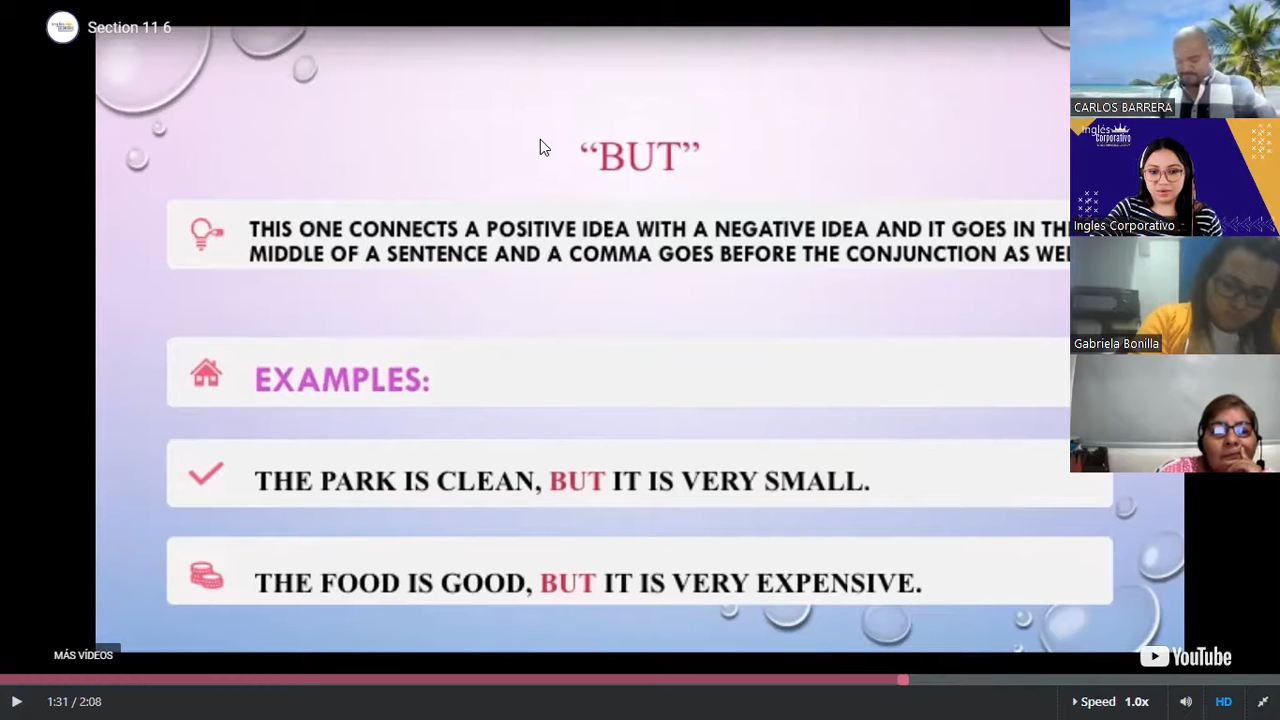 Section 11 6
“BUT”
THIS ONE CONNECTS A POSITIVE IDEA WITH A NEGATIVE IDEA AND IT GOES IN
MIDDLE OF A SENTENCE AND A COMMA GOES BEFORE THE CONJUNCTION AS
EXAMPLES:
THE PARK IS CLEAN, BUT IT IS VERY SMALL.
THE FOOD IS GOOD, BUT IT IS VERY EXPENSIVE.
CARLOS BARRERA
Inglés
Corporativo
Ingles Corporativo
Gabriela Bonilla
MÁS VÍDEOS
YouTube
1:31 / 2:08
Speed 1.0x
HD